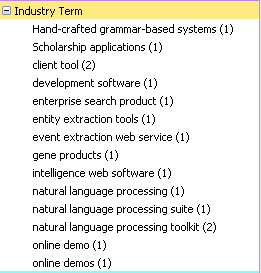 Industry Term
Hand-crafted grammar-based systems (1)
Scholarship applications (1)
client tool (2)
development software (1)
enterprise search product (1)
entity extraction tools (1)
event extraction web service (1)
gene products (1)
intelligence web software (1)
natural language processing (1)
natural language processing suite (1)
natural language processing toolkit (2)
online demo (1)
online demos (1)